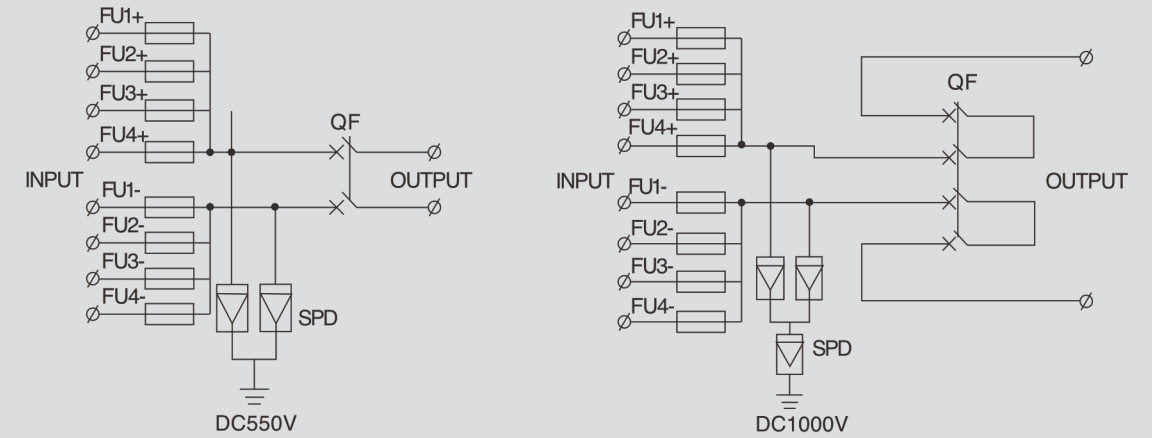 FU1+
FU2+
FU3+
FU4+
QF
INPUT
OUTPUT
FU1-
FU2-
FU3-
FU4-
SPD
DC550V
FU1+
FU2+
FU3+
FU4+
QF
INPUT
OUTPUT
FU1-
FU2-
FU3-
FU4-
SPD
DC1000V